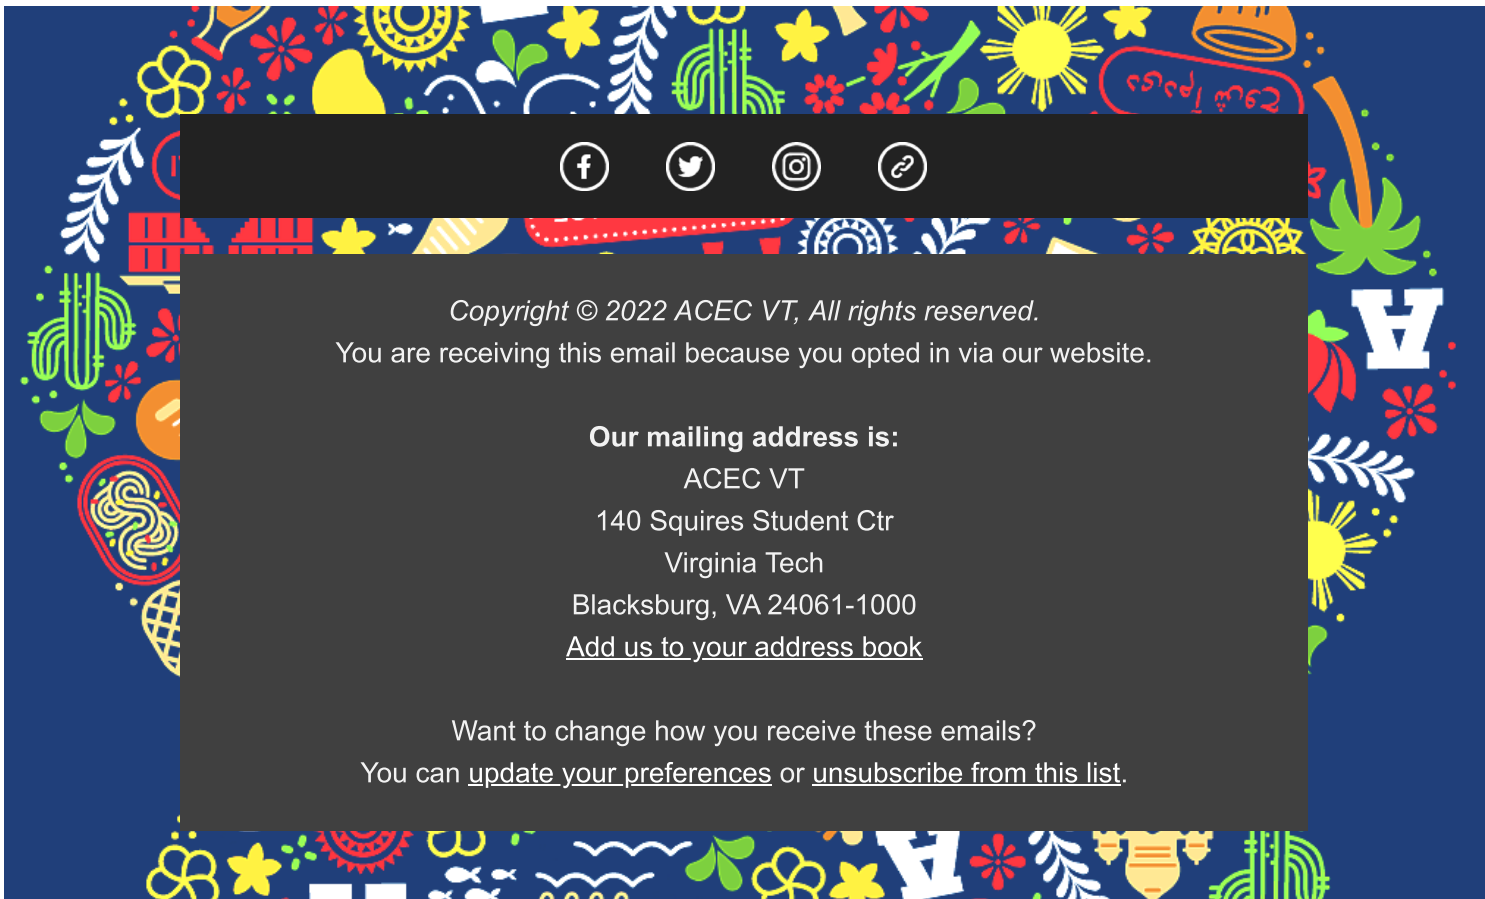 Copyright © 2022 ACEC VT, All rights reserved.
You are receiving this email because you opted in via our website.
Our mailing address is:
ACEC VT
140 Squires Student Ctr
Virginia Tech
Blacksburg, VA 24061-1000
Add us to your address book
Want to change how you receive these emails?
You can update your preferences or unsubscribe from this list.
A
A